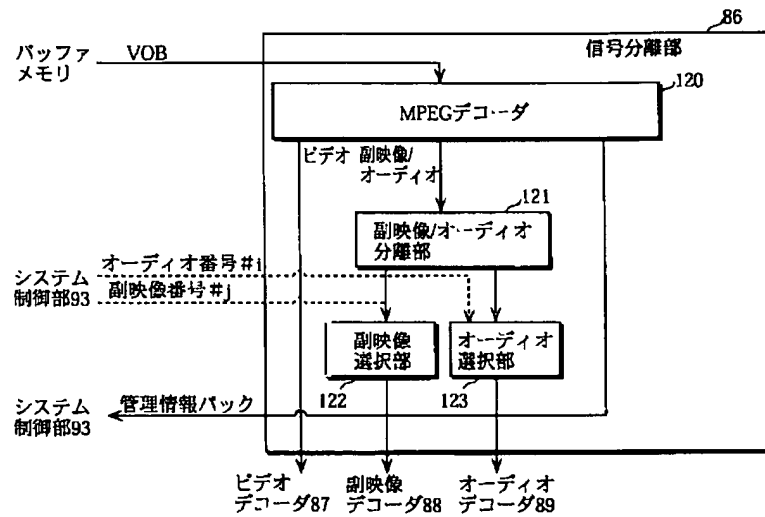 86
信号分離部
バッファ
メモリ
VOB
120
MPEGデコーダ
ビデオ
副映像/
オーディオ
121
副映像/オーディオ
分離部
オーディオ番号#i
システム
制御部93
副映像番号#j
副映像
選択部
オーディオ
選択部
122
123
システム
制御部93
管理情報パック
ビデオ
デコーダ87
副映像
デコーダ88
オーディオ
デコーダ89